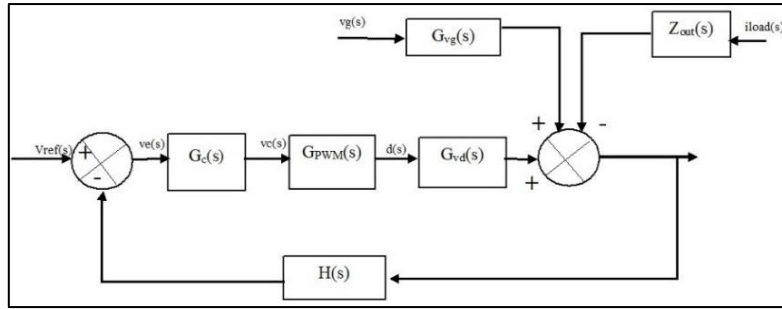 vg(s)
Gvg(s)
Zout(s)
iload(s)
+
-
Vref(s)
+
-
ve(s)
Gc(s)
vc(s)
GPWM(s)
d(s)
Gvd(s)
+
H(s)